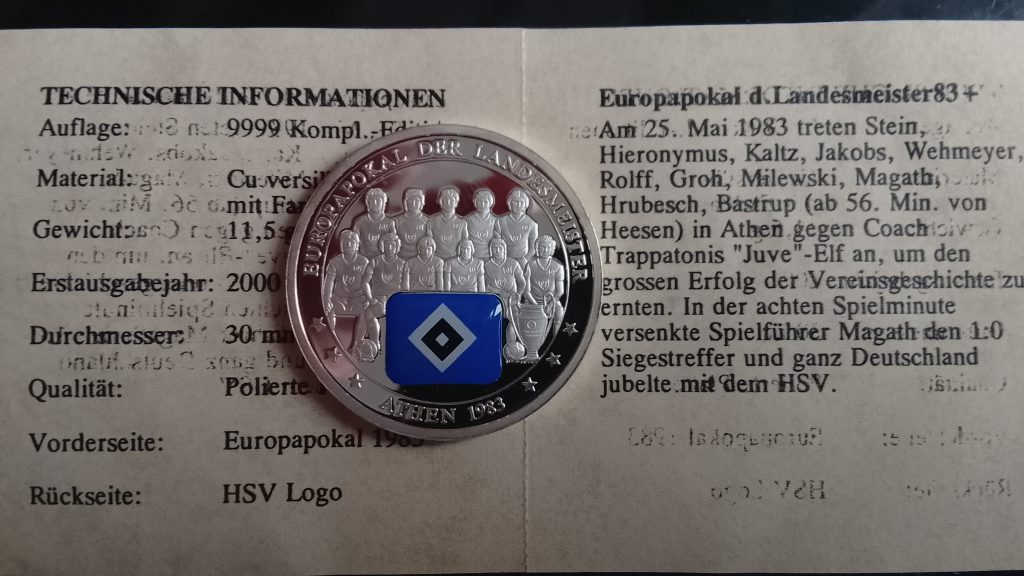 TECHNISCHE INFORMATIONEN
Auflage: 9999 Kompl.-
Material: Cu versil
mit Far
Gewicht: 11,5
Erstausgabejahr: 2000
Durchmesser: 30 mm
Qualität: Polierte
Vorderseite: Europapokal 1983
Rückseite: HSV Logo
EUROPAPOKAL DER LANDESMEISTER
ATHEN 1983
Europapokal d.Landesmeister83+
Am 25. Mai 1983 treten Stein,
Hieronymus, Kaltz, Jakobs, Wehmeyer,
Rolff, Groh, Milewski, Magath,
Hrubesch, Bastrup (ab 56. Min. von
Heesen) in Athen gegen Coach
Trappatonis "Juve"-Elf an, um den
grossen Erfolg der Vereinsgeschichte zu
ernten. In der achten Spielminute
versenkte Spielführer Magath den 1:0
Siegestreffer und ganz Deutschland
jubelte mit dem HSV.